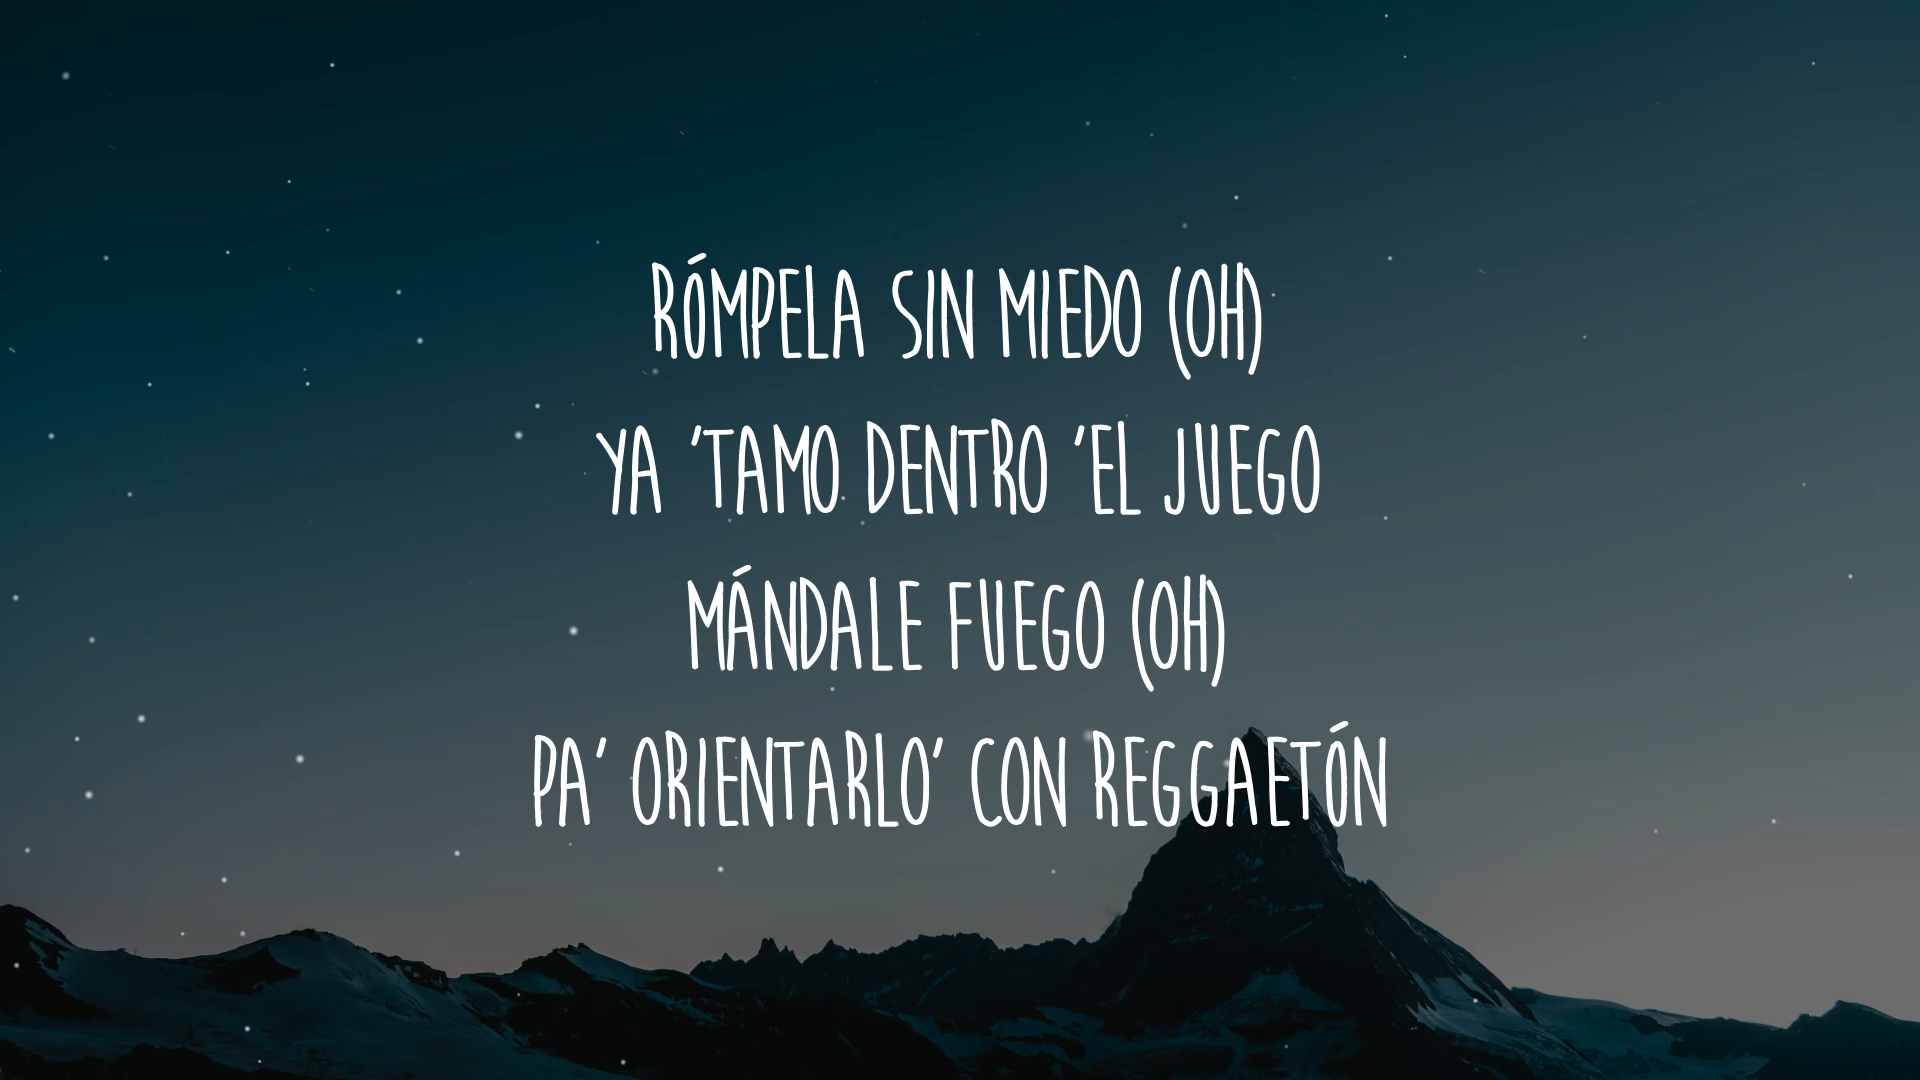 RÓMPELA SIN MIEDO (OH)
YA 'TAMO DENTRO 'EL JUEGO
MÁNDALE FUEGO (OH)
PA' ORIENTARLO' CON REGGAETÓN